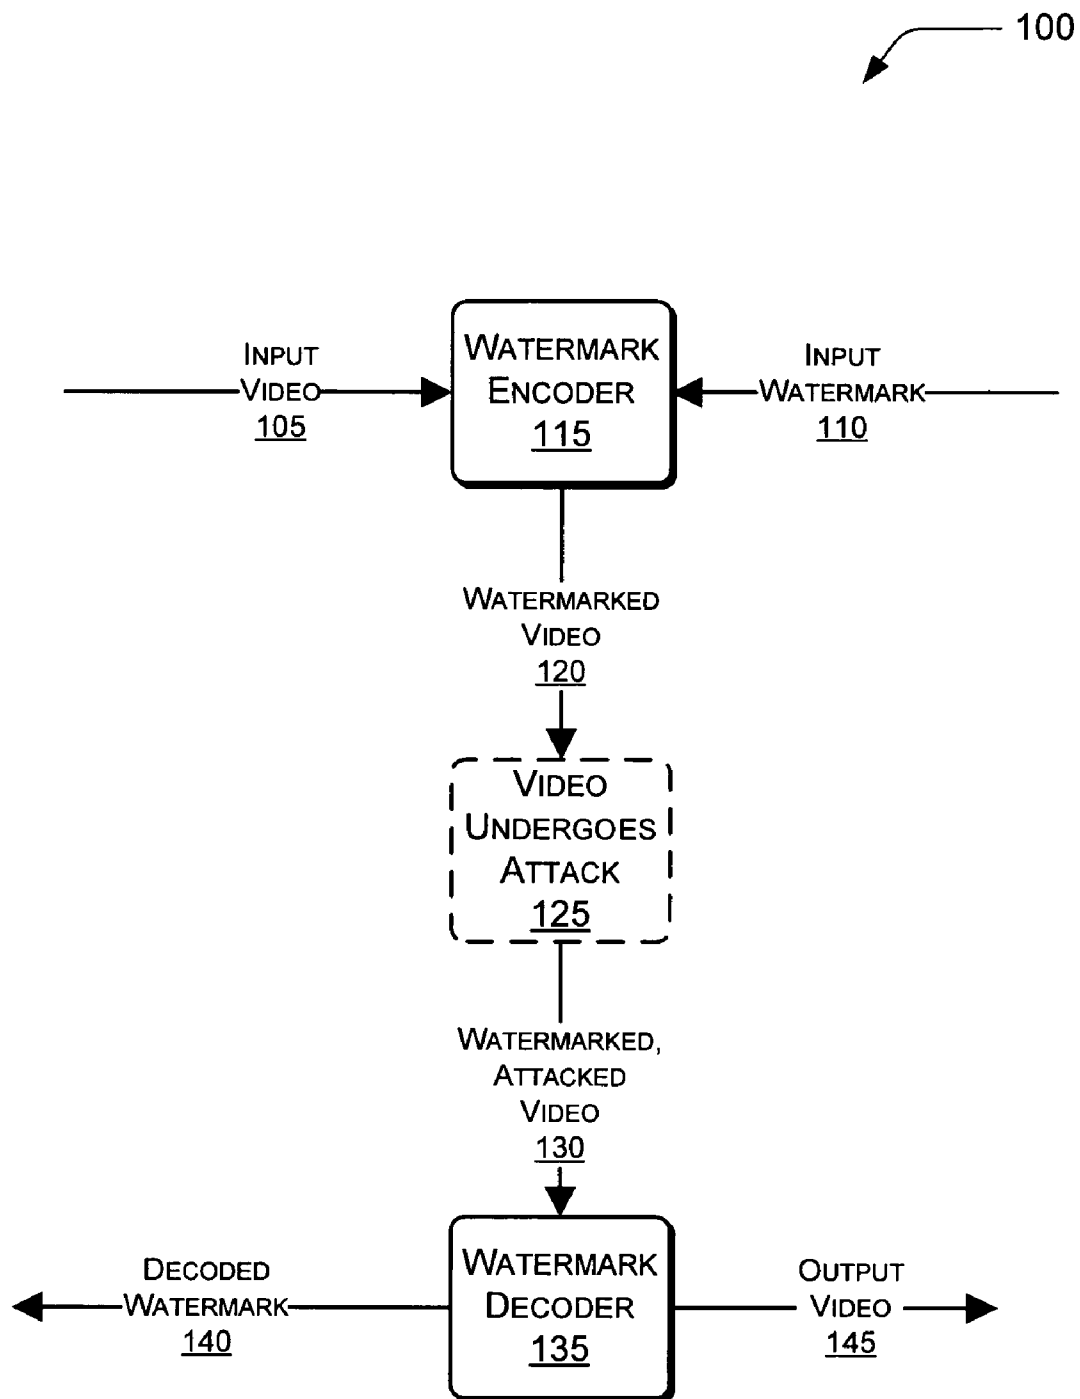 100
INPUT
VIDEO
105
WATERMARK
ENCODER
115
INPUT
WATERMARK
110
WATERMARKED
VIDEO
120
VIDEO
UNDERGOES
ATTACK
125
WATERMARKED,
ATTACKED
VIDEO
130
DECODED
WATERMARK
140
WATERMARK
DECODER
135
OUTPUT
VIDEO
145